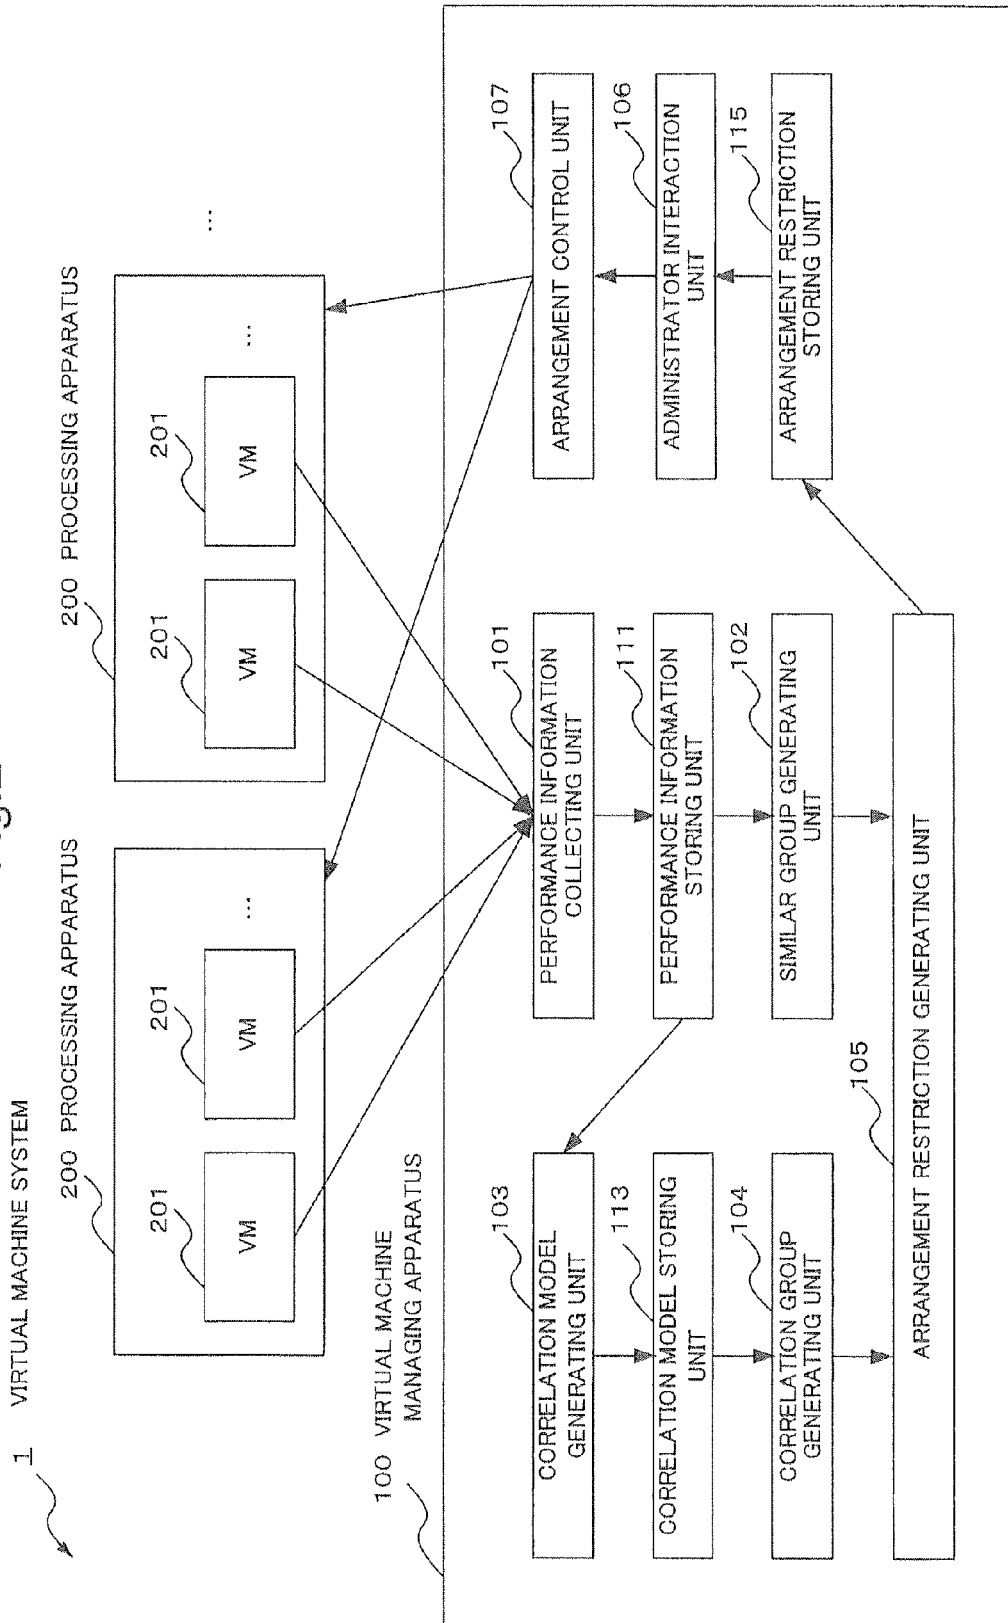 1 VIRTUAL MACHINE SYSTEM
200 PROCESSING APPARATUS
201
VM
201
VM
...
200 PROCESSING APPARATUS
201
VM
201
VM
...
...
100 VIRTUAL MACHINE
MANAGING APPARATUS
103
CORRELATION MODEL
GENERATING UNIT
113
CORRELATION MODEL STORING
UNIT
104
CORRELATION GROUP
GENERATING UNIT
101
PERFORMANCE INFORMATION
COLLECTING UNIT
111
PERFORMANCE INFORMATION
STORING UNIT
102
SIMILAR GROUP GENERATING
UNIT
107
ARRANGEMENT CONTROL UNIT
106
ADMINISTRATOR INTERACTION
UNIT
115
ARRANGEMENT RESTRICTION
STORING UNIT
105
ARRANGEMENT RESTRICTION GENERATING UNIT